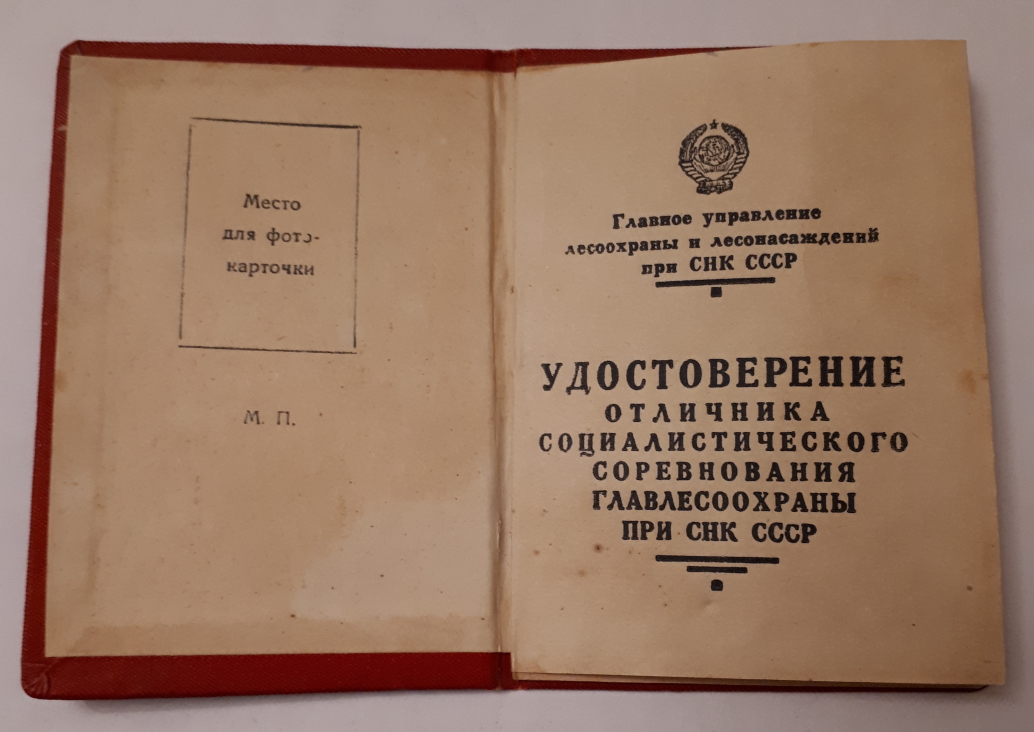 Место
для фото-
карточки
М. П.
Главное управление
лесоохраны и лесонасаждений
при СНК СССР
УДОСТОВЕРЕНИЕ
ОТЛИЧНИКА
СОЦИАЛИСТИЧЕСКОГО
СОРЕВНОВАНИЯ
ГЛАВЛЕСООХРАНЫ
ПРИ СНК СССР